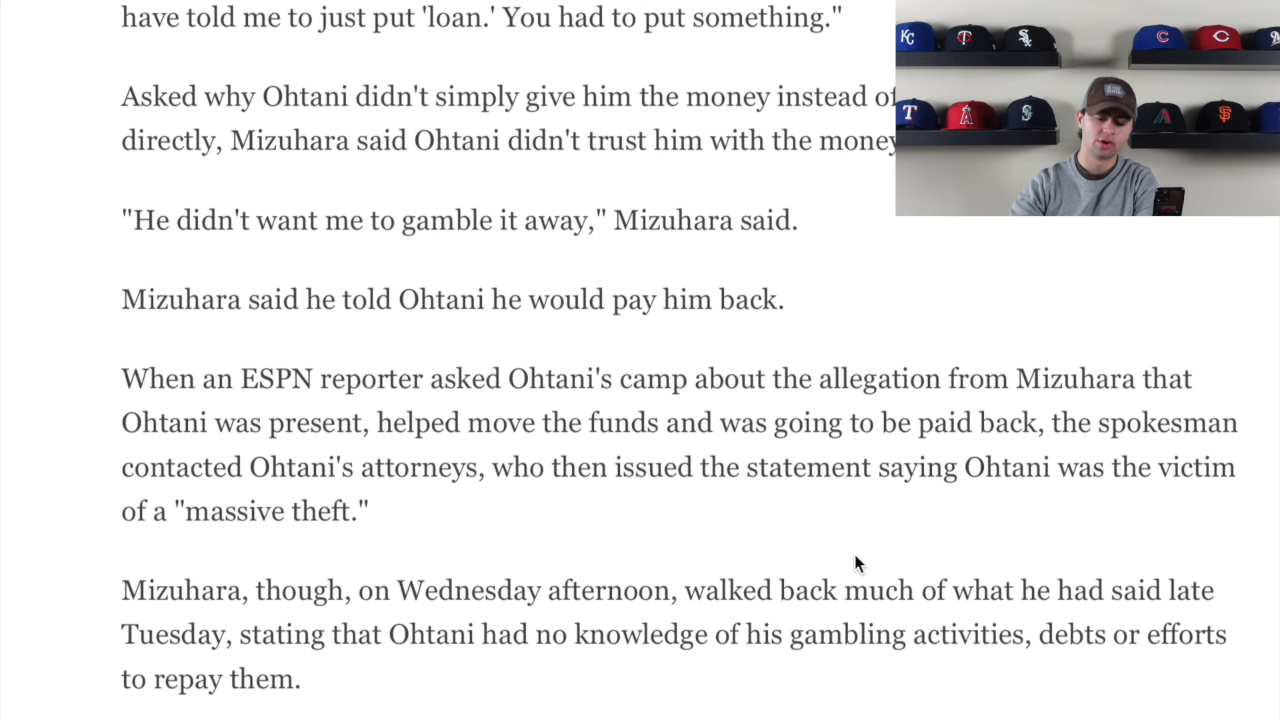 have told me to just put 'loan.' You had to put something."
Asked why Ohtani didn't simply give him the money instead of
directly, Mizuhara said Ohtani didn't trust him with the money
"He didn't want me to gamble it away," Mizuhara said.
Mizuhara said he told Ohtani he would pay him back.
When an ESPN reporter asked Ohtani's camp about the allegation from Mizuhara that
Ohtani was present, helped move the funds and was going to be paid back, the spokesman
contacted Ohtani's attorneys, who then issued the statement saying Ohtani was the victim
of a "massive theft."
Mizuhara, though, on Wednesday afternoon, walked back much of what he had said late
Tuesday, stating that Ohtani had no knowledge of his gambling activities, debts or efforts
to repay them.
KC
T
Sox
C
C
M
T
A
S
A
SF